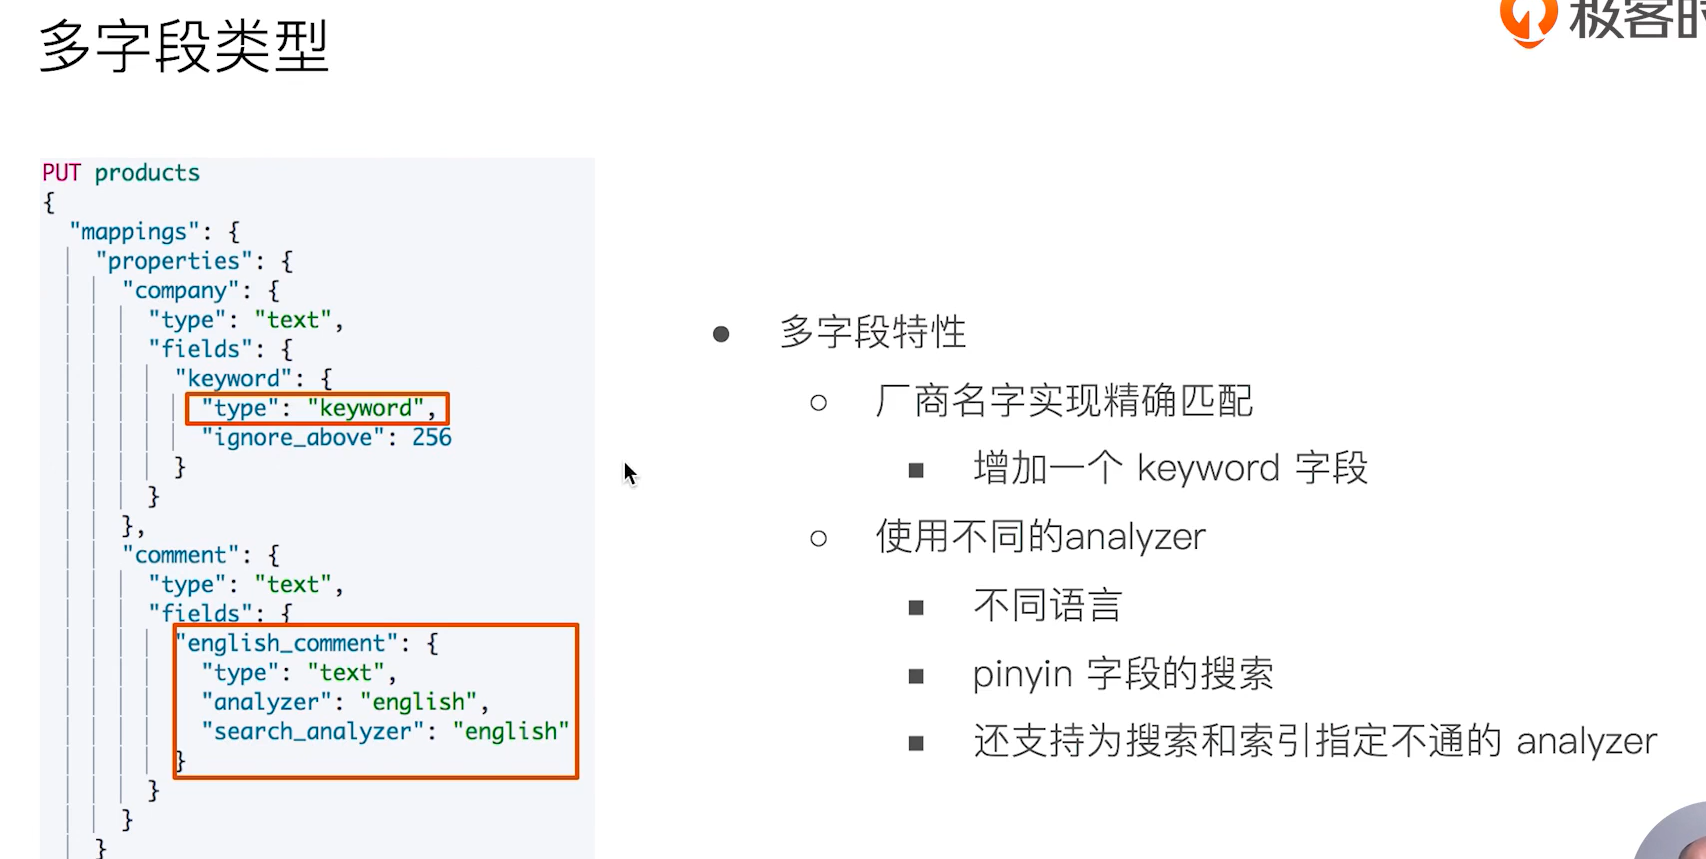 多字段类型
极客时
PUT products
{
"mappings": {
"properties": {
"company": {
"type": "text",
"fields": {
"keyword": {
"type": "keyword",
"ignore_above": 256
}
}
},
"comment": {
"type": "text",
"fields": {
"english_comment": {
"type": "text",
"analyzer": "english",
"search_analyzer": "english"
}
}
}
}
● 多字段特性
○ 厂商名字实现精确匹配
■ 增加一个 keyword 字段
○ 使用不同的analyzer
■ 不同语言
■ pinyin 字段的搜索
■ 还支持为搜索和索引指定不通的 analyzer